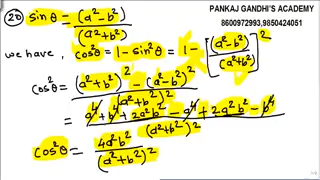 PANKAJ GANDHI'S ACADEMY
8600972993,9850424051
(20) sinθ = (a²-b²) / (a²+b²)
we have, cos²θ = 1 - sin²θ = 1 - [(a²-b²) / (a²+b²)]²
cos²θ = ((a²+b²)² - (a²-b²)²) / (a²+b²)²
= (a⁴+b⁴+2a²b² - a⁴+2a²b²-b⁴) / (a²+b²)²
cos²θ = 4a²b² / (a²+b²)²